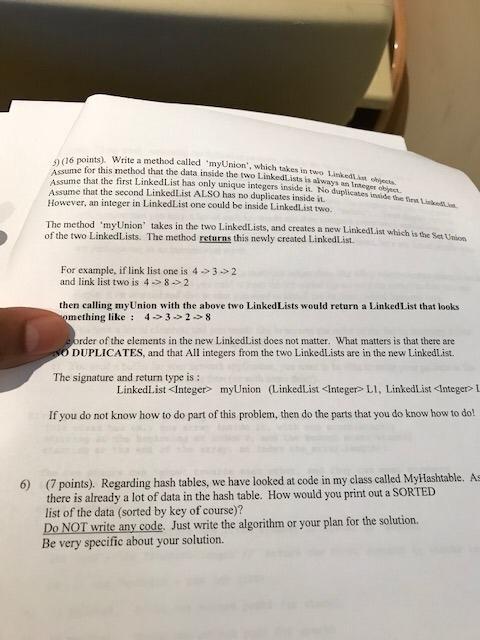 5) (16 points). Write a method called 'myUnion', which takes in two LinkedList objects.
Assume for this method that the data inside the two LinkedLists is always an Integer object.
Assume that the first LinkedList has only unique integers inside it. No duplicates inside the first LinkedList.
Assume that the second LinkedList ALSO has no duplicates inside it.
However, an integer in LinkedList one could be inside LinkedList two.
The method 'myUnion' takes in the two LinkedLists, and creates a new LinkedList which is the Set Union
of the two LinkedLists. The method returns this newly created LinkedList.
For example, if link list one is 4 -> 3 -> 2
and link list two is 4 -> 8 -> 2
then calling myUnion with the above two LinkedLists would return a LinkedList that looks
omething like : 4 -> 3 -> 2 -> 8
order of the elements in the new LinkedList does not matter. What matters is that there are
NO DUPLICATES, and that All integers from the two LinkedLists are in the new LinkedList.
The signature and return type is :
LinkedList <Integer> myUnion (LinkedList <Integer> L1, LinkedList <Integer> L
If you do not know how to do part of this problem, then do the parts that you do know how to do!
6) (7 points). Regarding hash tables, we have looked at code in my class called MyHashtable. As
there is already a lot of data in the hash table. How would you print out a SORTED
list of the data (sorted by key of course)?
Do NOT write any code. Just write the algorithm or your plan for the solution.
Be very specific about your solution.